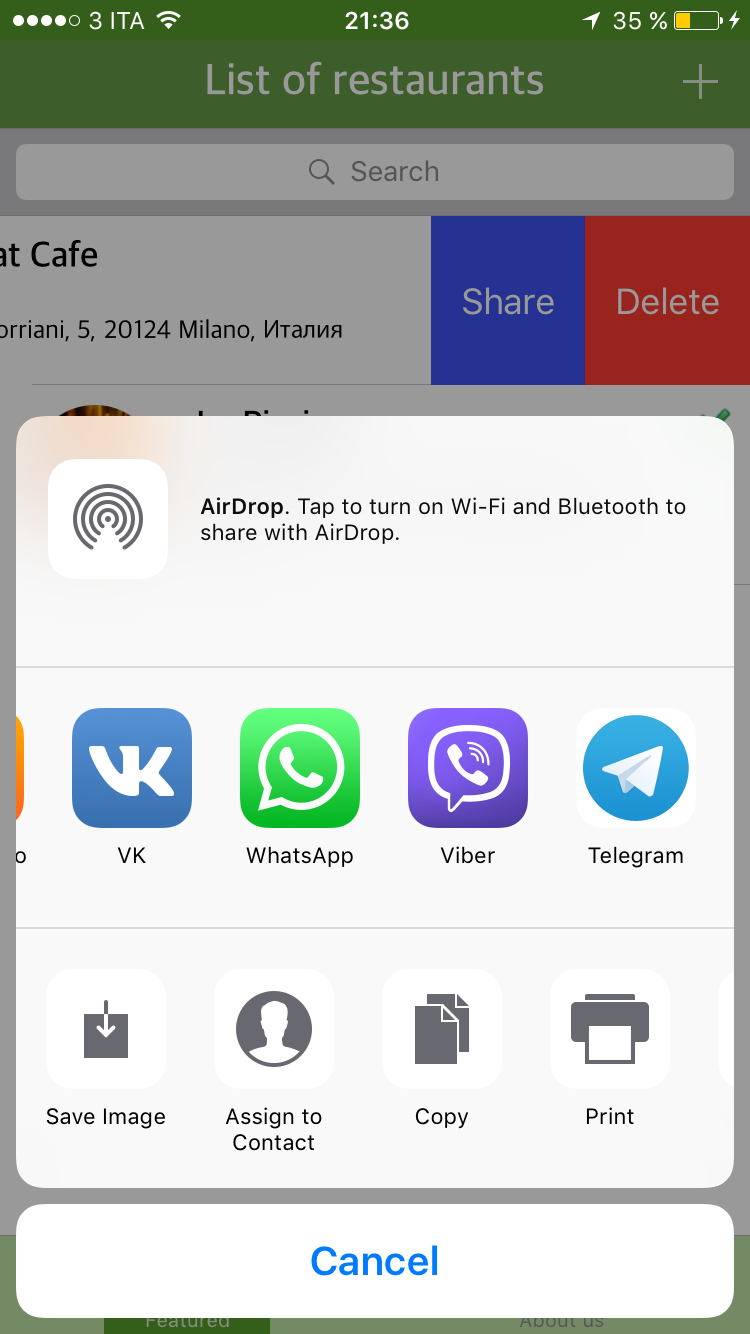 3 ITA 21:36 35 %
List of restaurants
Search
at Cafe
Share
Delete
orriani, 5, 20124 Milano, Италия
AirDrop. Tap to turn on Wi-Fi and Bluetooth to
share with AirDrop.
o
VK
WhatsApp
Viber
Telegram
Save Image
Assign to
Contact
Copy
Print
Cancel
Featured
About us